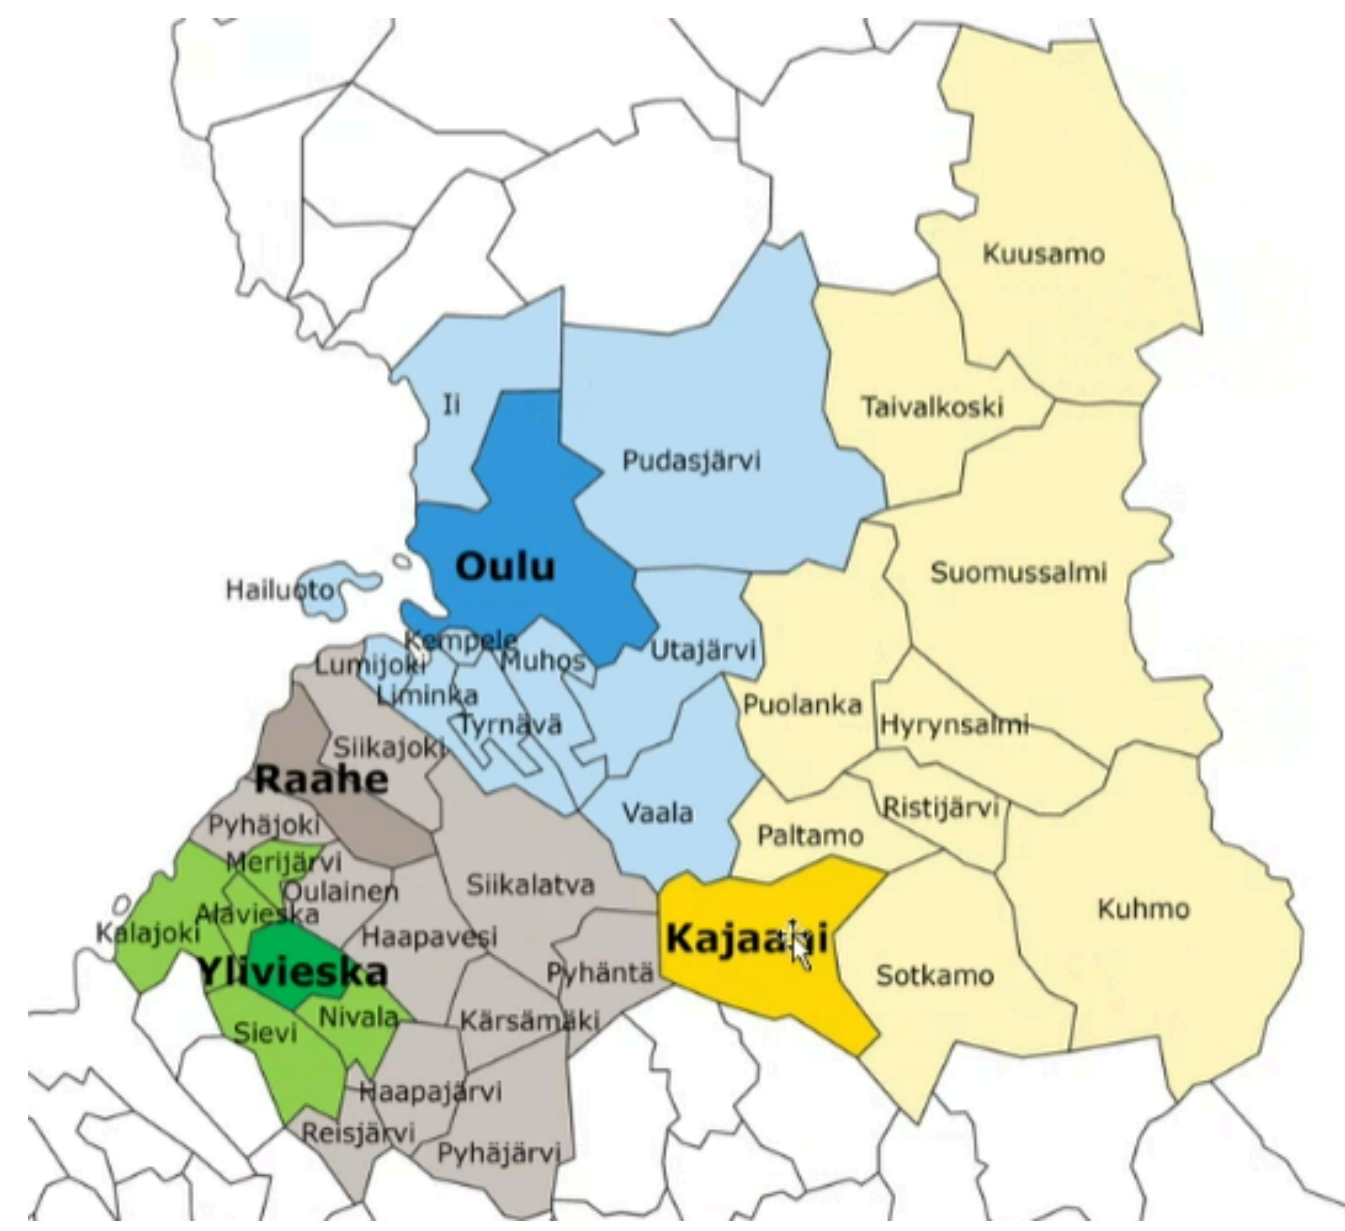 Kuusamo
Ii
Taivalkoski
Pudasjärvi
Oulu
Suomussalmi
Hailuoto
Kempele
Utajärvi
Muhos
Lumijoki
Liminka
Puolanka
Tyrnävä
Hyrynsalmi
Siikajoki
Raahe
Ristijärvi
Vaala
Pyhäjoki
Paltamo
Merijärvi
Siikalatva
Oulainen
Kuhmo
Alavieska
Kalajoki
Haapavesi
Kajaani
Ylivieska
Pyhäntä
Sotkamo
Nivala
Kärsämäki
Sievi
Haapajärvi
Reisjärvi
Pyhäjärvi